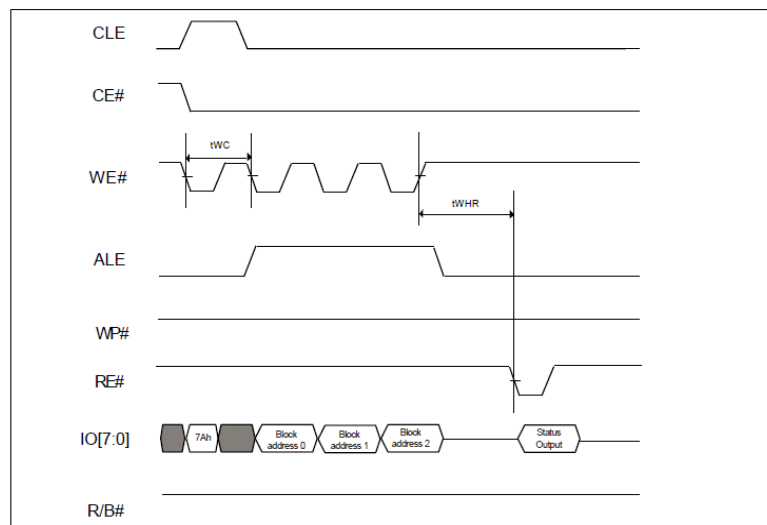 CLE
CE#
tWC
WE#
tWHR
ALE
WP#
RE#
IO[7:0]
7Ah
Block
address 0
Block
address 1
Block
address 2
Status
Output
R/B#